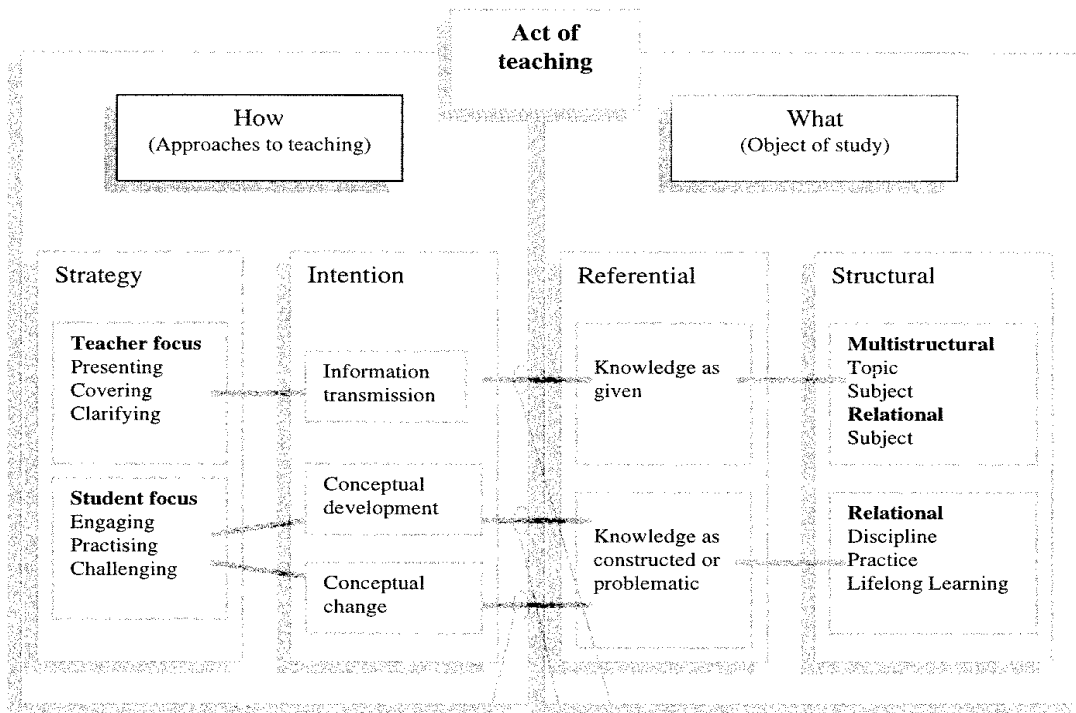 Act of
teaching
How
(Approaches to teaching)
What
(Object of study)
Strategy
Teacher focus
Presenting
Covering
Clarifying
Student focus
Engaging
Practising
Challenging
Intention
Information
transmission
Conceptual
development
Conceptual
change
Referential
Knowledge as
given
Knowledge as
constructed or
problematic
Structural
Multistructural
Topic
Subject
Relational
Subject
Relational
Discipline
Practice
Lifelong Learning